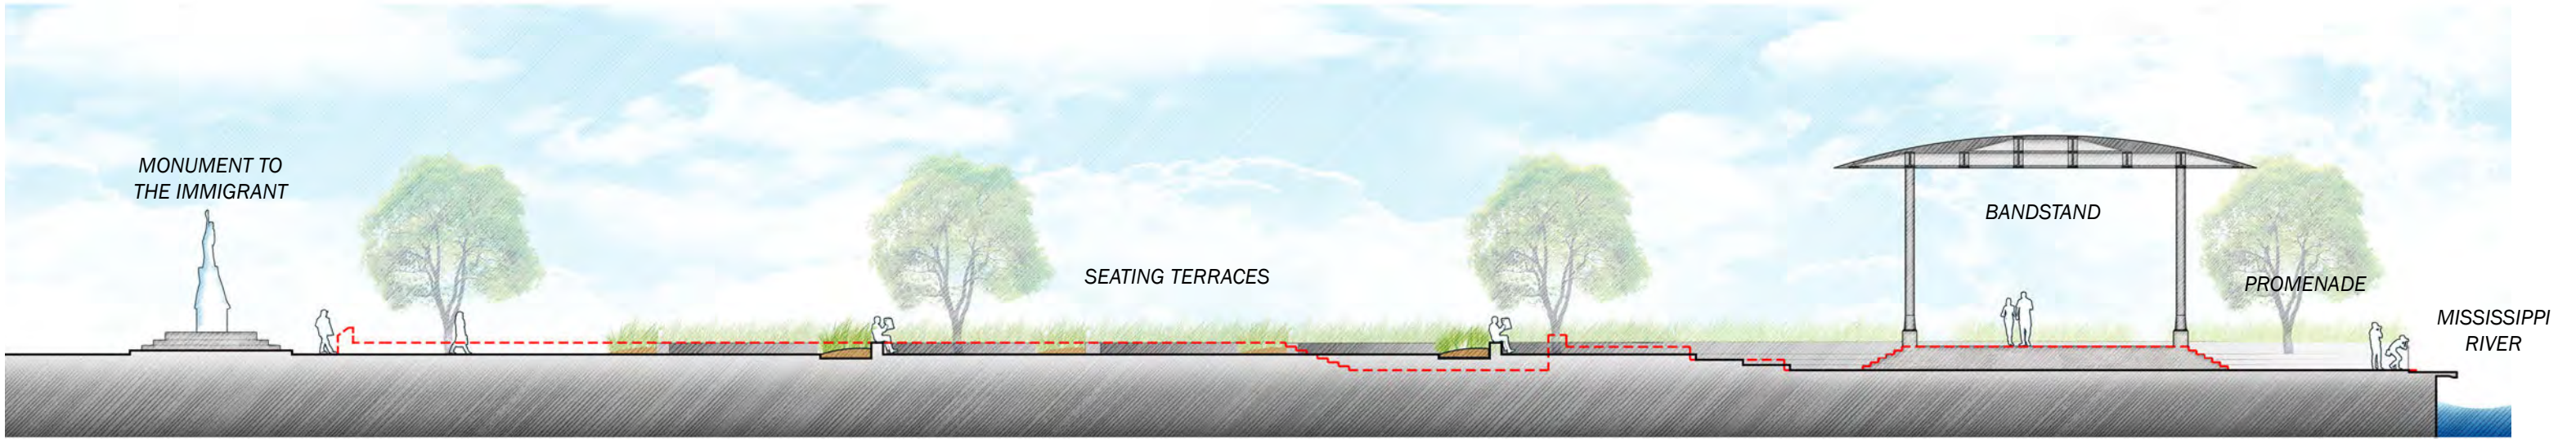 MONUMENT TO
THE IMMIGRANT
SEATING TERRACES
BANDSTAND
PROMENADE
MISSISSIPPI
RIVER